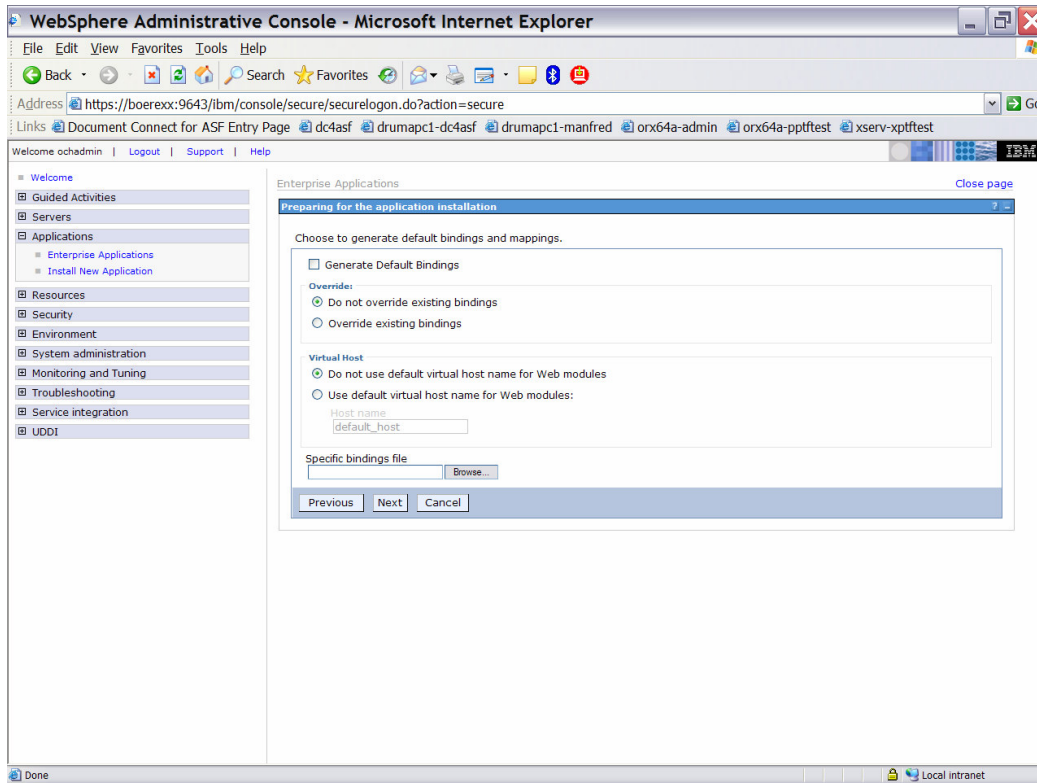 WebSphere Administrative Console - Microsoft Internet Explorer
File Edit View Favorites Tools Help
Back Search Favorites
Address https://boerexx:9643/ibm/console/secure/securelogon.do?action=secure Go
Links Document Connect for ASF Entry Page dc4asf drumapc1-dc4asf drumapc1-manfred orx64a-admin orx64a-pptftest xserv-xptftest
Welcome ochadmin | Logout | Support | Help IBM
Welcome
Guided Activities
Servers
Applications
Enterprise Applications
Install New Application
Resources
Security
Environment
System administration
Monitoring and Tuning
Troubleshooting
Service integration
UDDI
Enterprise Applications Close page
Preparing for the application installation ? –
Choose to generate default bindings and mappings.
Generate Default Bindings
Override:
Do not override existing bindings
Override existing bindings
Virtual Host
Do not use default virtual host name for Web modules
Use default virtual host name for Web modules:
Host name
default_host
Specific bindings file
Browse...
Previous Next Cancel
Done Local intranet